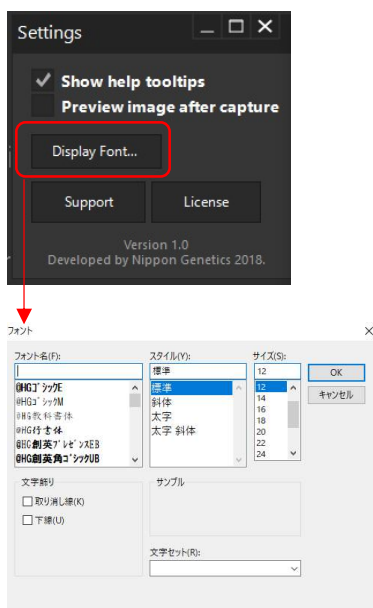 Settings
Show help tooltips
Preview image after capture
Display Font...
Support License
Version 1.0
Developed by Nippon Genetics 2018.
フォント
フォント名(F): スタイル(Y): サイズ(S):
標準 12 OK
キャンセル
@HGｺﾞｼｯｸE 標準 12
@HGｺﾞｼｯｸM 斜体 14
@HG教科書体 太字 16
@HG行書体 太字 斜体 18
@HG創英ﾌﾟﾚｾﾞﾝｽEB 20
@HG創英角ｺﾞｼｯｸUB 22
24
文字飾り サンプル
取り消し線(K)
下線(U)
文字セット(R):